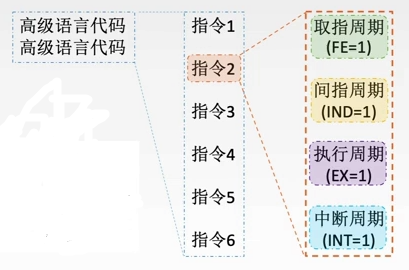 高级语言代码
高级语言代码
指令1
指令2
指令3
指令4
指令5
指令6
取指周期
(FE=1)
间指周期
(IND=1)
执行周期
(EX=1)
中断周期
(INT=1)